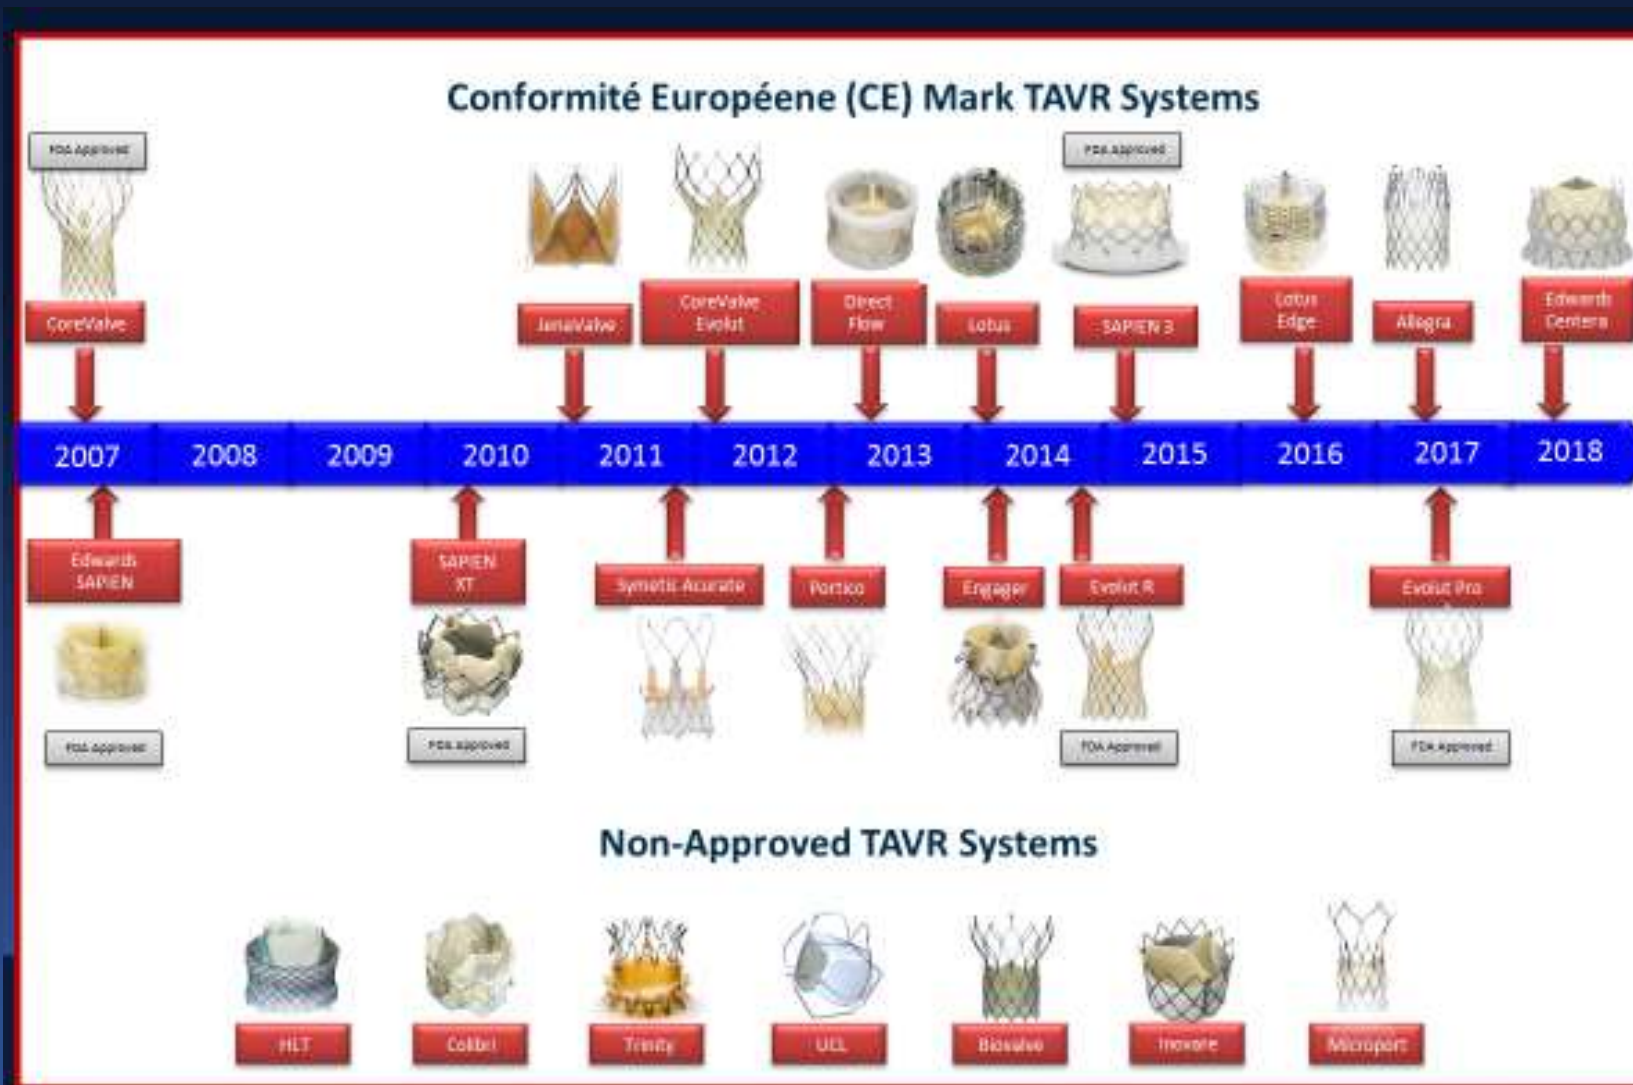 Conformité Européene (CE) Mark TAVR Systems
FDA Approved
FDA Approved
CoreValve
JenaValve
CoreValve
Evolut
Direct
Flow
Lotus
SAPIEN 3
Lotus
Edge
Allegra
Edwards
Centera
2007 2008 2009 2010 2011 2012 2013 2014 2015 2016 2017 2018
Edwards
SAPIEN
SAPIEN
XT
Symetis Acurate
Portico
Engager
Evolut R
Evolut Pro
FDA Approved
FDA Approved
FDA Approved
FDA Approved
Non-Approved TAVR Systems
HLT
Colibri
Trinity
UCL
Biovalve
Inovare
Microport